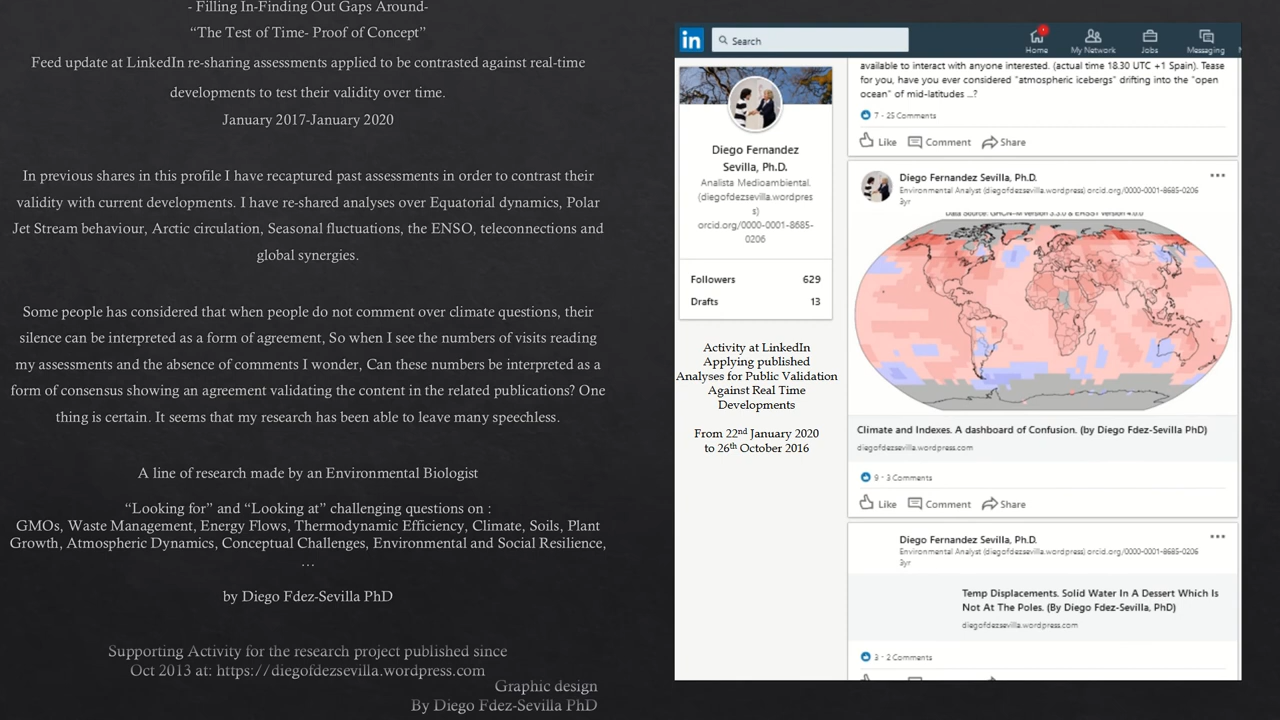 - Filling In-Finding Out Gaps Around-
“The Test of Time- Proof of Concept”
Feed update at LinkedIn re-sharing assessments applied to be contrasted against real-time
developments to test their validity over time.
January 2017-January 2020
In previous shares in this profile I have recaptured past assessments in order to contrast their
validity with current developments. I have re-shared analyses over Equatorial dynamics, Polar
Jet Stream behaviour, Arctic circulation, Seasonal fluctuations, the ENSO, teleconnections and
global synergies.
Some people has considered that when people do not comment over climate questions, their
silence can be interpreted as a form of agreement, So when I see the numbers of visits reading
my assessments and the absence of comments I wonder, Can these numbers be interpreted as a
form of consensus showing an agreement validating the content in the related publications? One
thing is certain. It seems that my research has been able to leave many speechless.
A line of research made by an Environmental Biologist
“Looking for” and “Looking at” challenging questions on :
GMOs, Waste Management, Energy Flows, Thermodynamic Efficiency, Climate, Soils, Plant
Growth, Atmospheric Dynamics, Conceptual Challenges, Environmental and Social Resilience,
…
by Diego Fdez-Sevilla PhD
Supporting Activity for the research project published since
Oct 2013 at: https://diegofdezsevilla.wordpress.com
Graphic design
By Diego Fdez-Sevilla PhD
in
Search
Home
My Network
Jobs
Messaging
Diego Fernandez
Sevilla, Ph.D.
Analista Medioambiental.
(diegofdezsevilla.wordpres
s)
orcid.org/0000-0001-8685-
0206
Followers 629
Drafts 13
Activity at LinkedIn
Applying published
Analyses for Public Validation
Against Real Time
Developments
From 22nd January 2020
to 26th October 2016
available to interact with anyone interested. (actual time 18.30 UTC +1 Spain). Tease
for you, have you ever considered "atmospheric icebergs" drifting into the "open
ocean" of mid-latitudes ...?
7 · 25 Comments
Like Comment Share
Diego Fernandez Sevilla, Ph.D.
Environmental Analyst (diegofdezsevilla.wordpress) orcid.org/0000-0001-8685-0206
3yr
Data Source: GHCN-M version 3.3.0 & ERSST version 4.0.0
Climate and Indexes. A dashboard of Confusion. (by Diego Fdez-Sevilla PhD)
diegofdezsevilla.wordpress.com
9 · 3 Comments
Like Comment Share
Diego Fernandez Sevilla, Ph.D.
Environmental Analyst (diegofdezsevilla.wordpress) orcid.org/0000-0001-8685-0206
3yr
Temp Displacements. Solid Water In A Dessert Which Is
Not At The Poles. (By Diego Fdez-Sevilla, PhD)
diegofdezsevilla.wordpress.com
3 · 2 Comments